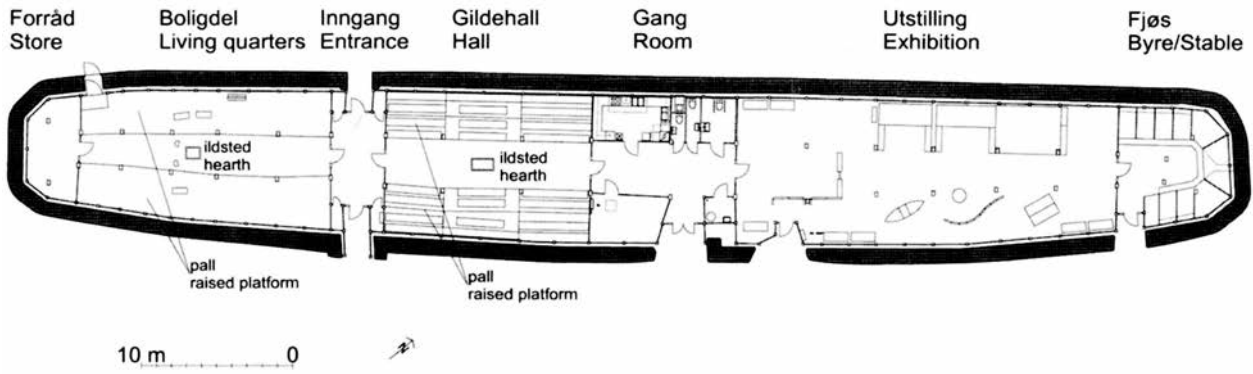 Forråd
Store
Boligdel
Living quarters
Inngang
Entrance
Gildehall
Hall
Gang
Room
Utstilling
Exhibition
Fjøs
Byre/Stable
ildsted
hearth
ildsted
hearth
pall
raised platform
pall
raised platform
10 m 0
N